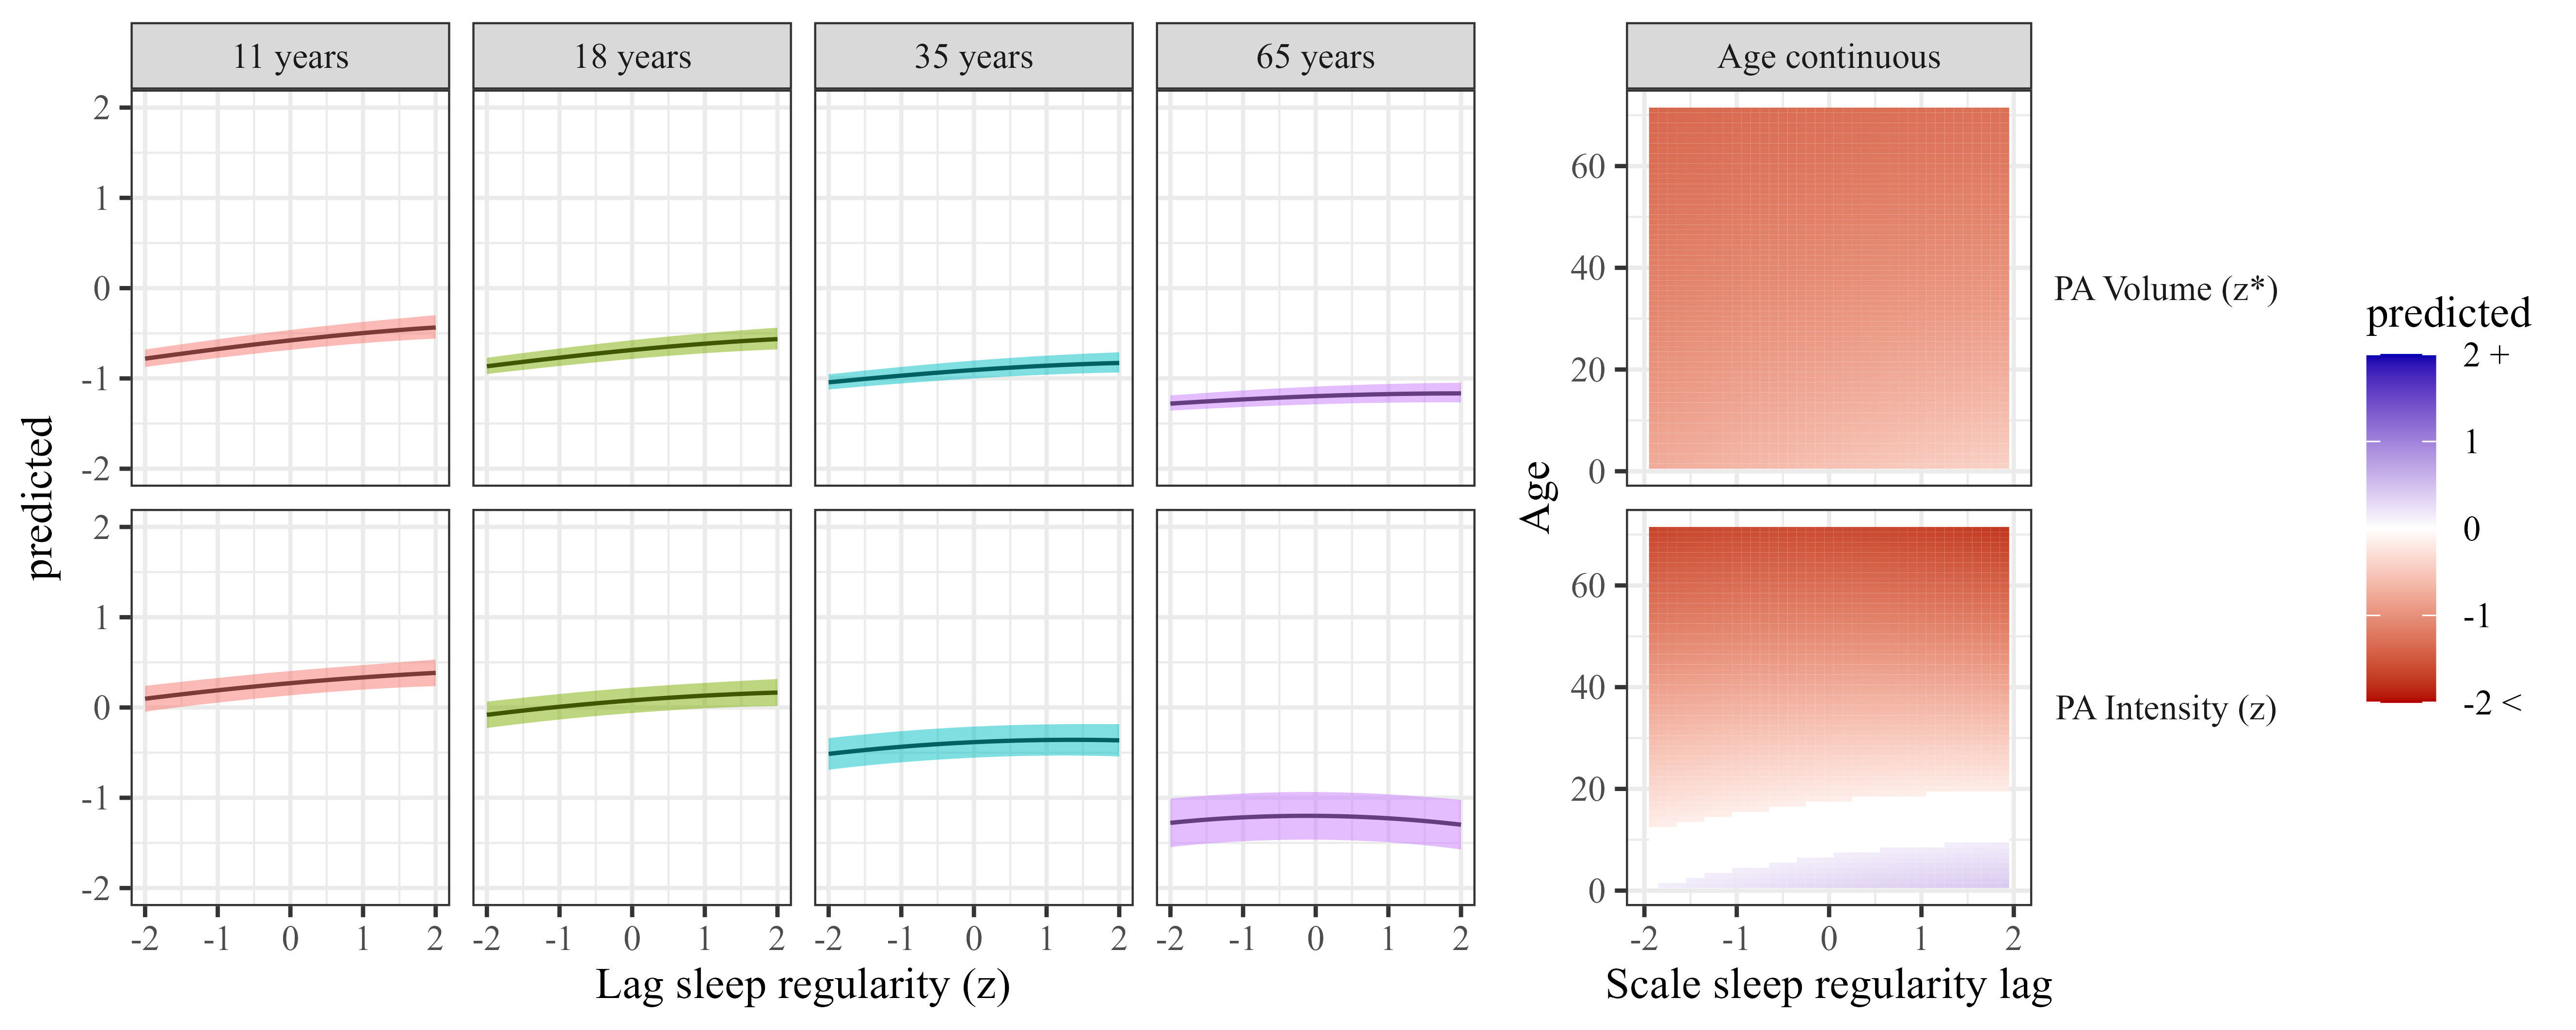 11 years
18 years
35 years
65 years
Age continuous
predicted
2
1
0
-1
-2
2
1
0
-1
-2
-2 -1 0 1 2
-2 -1 0 1 2
-2 -1 0 1 2
-2 -1 0 1 2
Lag sleep regularity (z)
Age
60
40
20
0
60
40
20
0
-2 -1 0 1 2
Scale sleep regularity lag
PA Volume (z*)
PA Intensity (z)
predicted
2 +
1
0
-1
-2 <